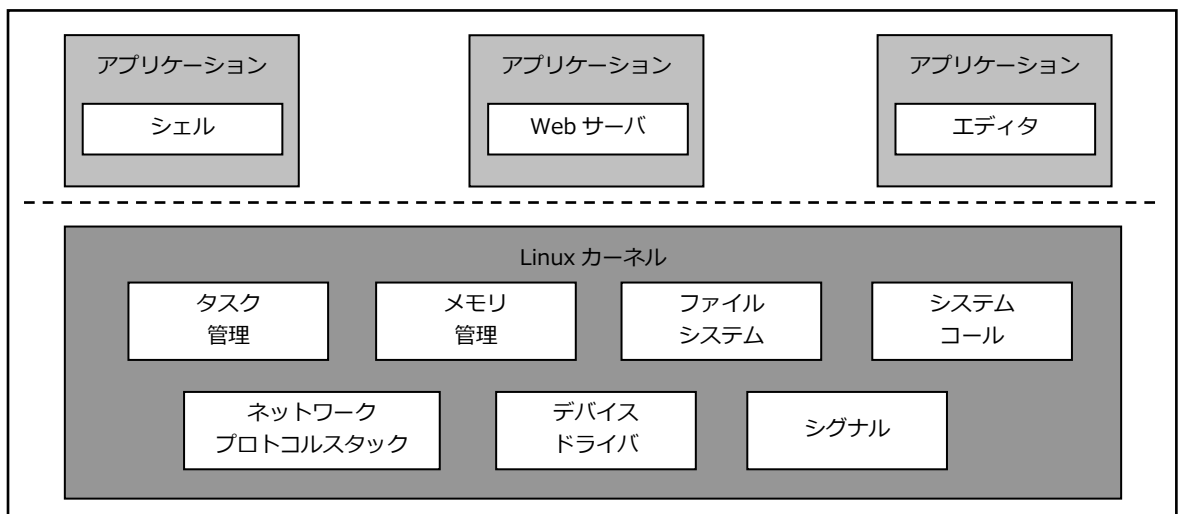 アプリケーション
シェル
アプリケーション
Web サーバ
アプリケーション
エディタ
Linux カーネル
タスク
管理
メモリ
管理
ファイル
システム
システム
コール
ネットワーク
プロトコルスタック
デバイス
ドライバ
シグナル